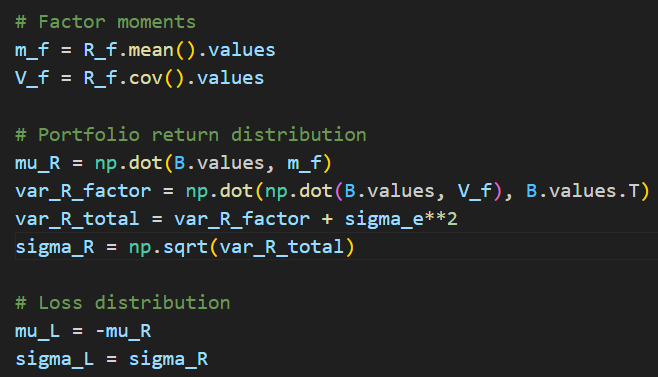 # Factor moments
m_f = R_f.mean().values
V_f = R_f.cov().values
# Portfolio return distribution
mu_R = np.dot(B.values, m_f)
var_R_factor = np.dot(np.dot(B.values, V_f), B.values.T)
var_R_total = var_R_factor + sigma_e**2
sigma_R = np.sqrt(var_R_total)
# Loss distribution
mu_L = -mu_R
sigma_L = sigma_R